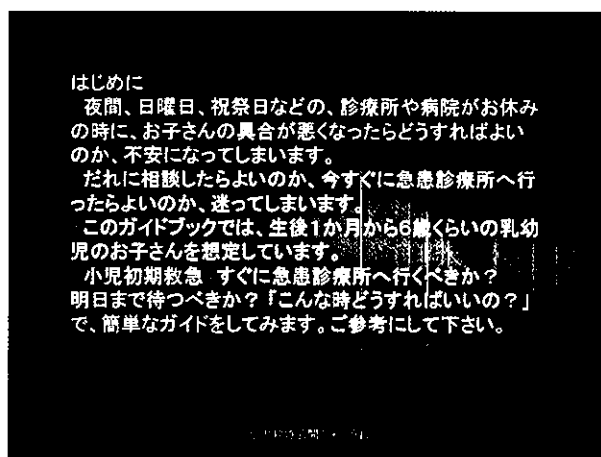 はじめに
夜間、日曜日、祝祭日などの、診療所や病院がお休み
の時に、お子さんの具合が悪くなったらどうすればよい
のか、不安になってしまいます。
だれに相談したらよいのか、今すぐに急患診療所へ行
ったらよいのか、迷ってしまいます。
このガイドブックでは、生後1か月から6歳くらいの乳幼
児のお子さんを想定しています。
小児初期救急 すぐに急患診療所へ行くべきか?
明日まで待つべきか?「こんな時どうすればいいの?」
で、簡単なガイドをしてみます。ご参考にして下さい。